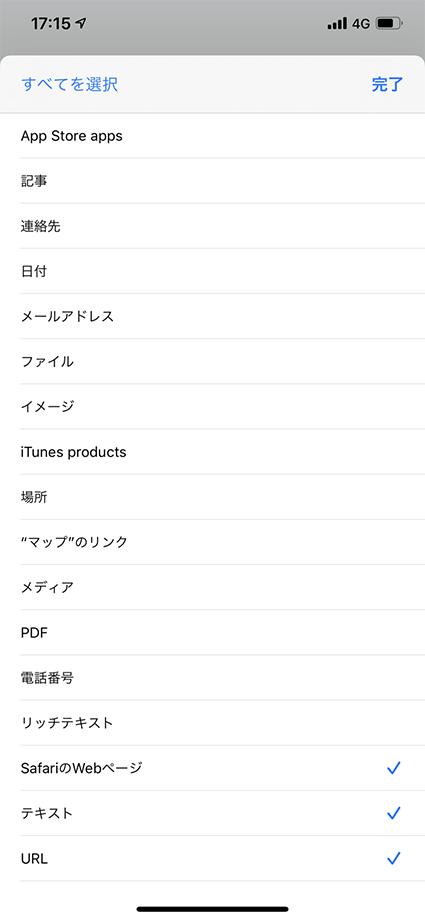 17:15
4G
すべてを選択
完了
App Store apps
記事
連絡先
日付
メールアドレス
ファイル
イメージ
iTunes products
場所
“マップ”のリンク
メディア
PDF
電話番号
リッチテキスト
SafariのWebページ
テキスト
URL